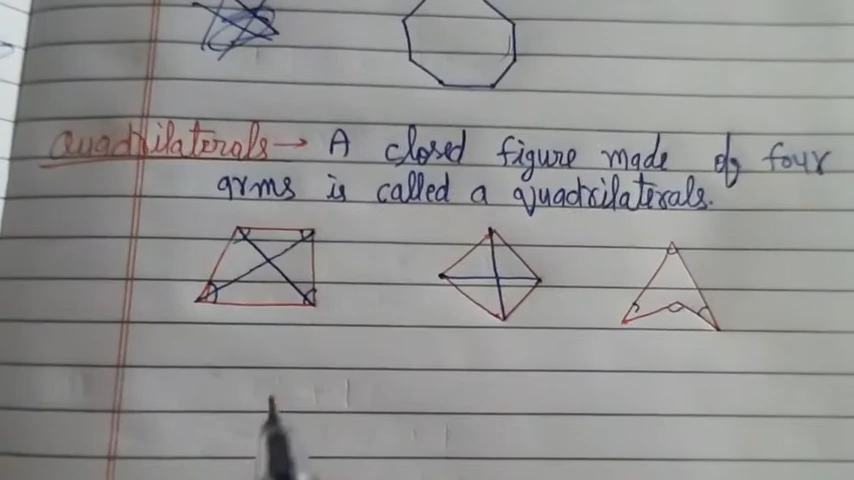 Quadrilaterals → A closed figure made of four
arms is called a quadrilaterals.